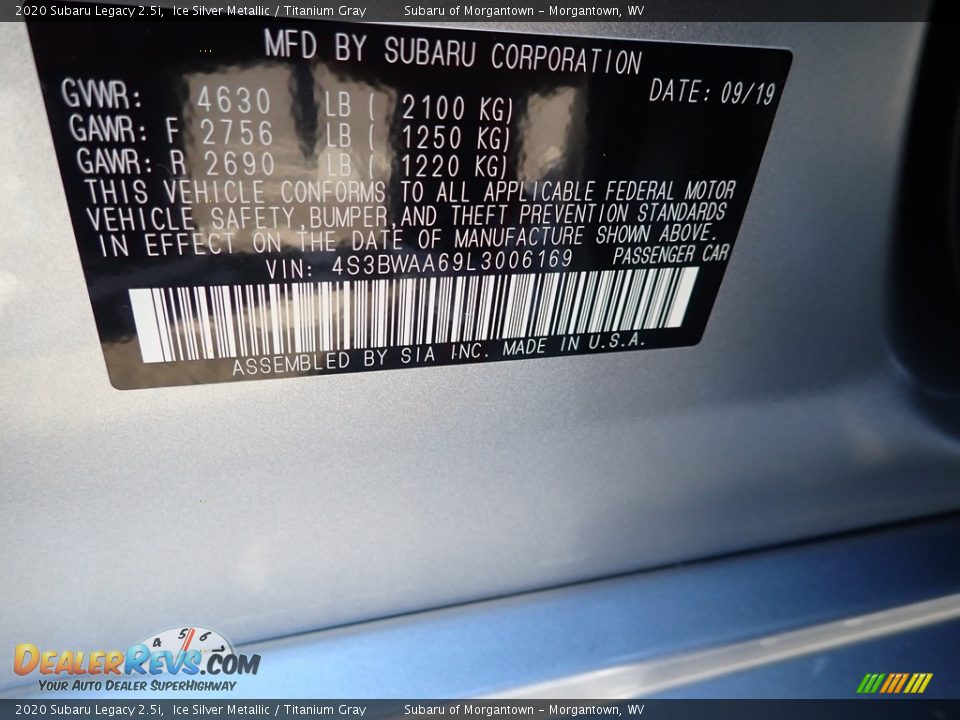 2020 Subaru Legacy 2.5i, Ice Silver Metallic / Titanium Gray Subaru of Morgantown - Morgantown, WV
MFD BY SUBARU CORPORATION
DATE: 09/19
GVWR: 4630 LB ( 2100 KG)
GAWR: F 2756 LB ( 1250 KG)
GAWR: R 2690 LB ( 1220 KG)
THIS VEHICLE CONFORMS TO ALL APPLICABLE FEDERAL MOTOR
VEHICLE SAFETY,BUMPER,AND THEFT PREVENTION STANDARDS
IN EFFECT ON THE DATE OF MANUFACTURE SHOWN ABOVE.
VIN: 4S3BWAA69L3006169 PASSENGER CAR
ASSEMBLED BY SIA INC. MADE IN U.S.A.
4 5 6 7
DEALERREVS.COM
YOUR AUTO DEALER SUPERHIGHWAY
2020 Subaru Legacy 2.5i, Ice Silver Metallic / Titanium Gray Subaru of Morgantown - Morgantown, WV